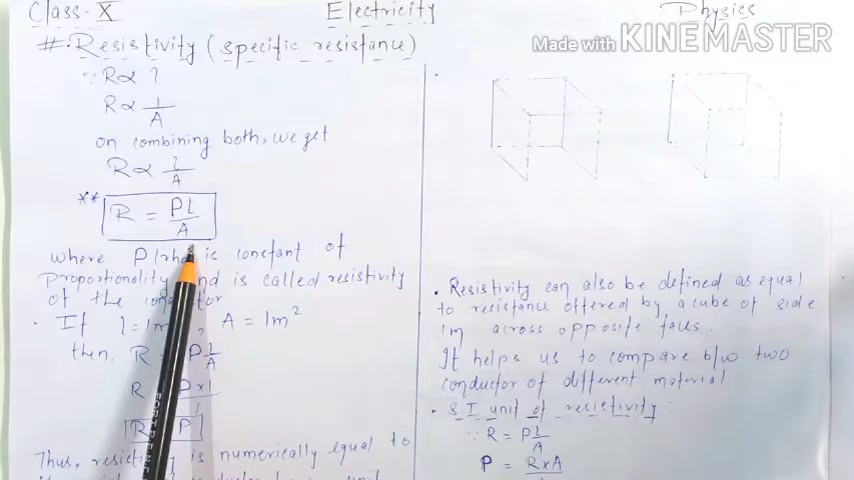 Class-X
Electricity
Physics
Made with KINEMASTER
#. Resistivity (specific resistance)
∵ R∝ l
R∝ 1/A
on combining both, we get
R∝ l/A
** R = ρl/A
where ρ(rho is constant of
proportionality and is called resistivity
of the conductor
. If l=1m , A = 1m²
then, R = ρl/A
R ρ×1/1
R ρ
Thus, resistivity is numerically equal to
. Resistivity can also be defined as equal
to resistance offered by a cube of side
1m across opposite faces.
It helps us to compare b/w two
conductor of different material
. S.I unit of resistivity:
∵ R = ρl/A
ρ = R×A